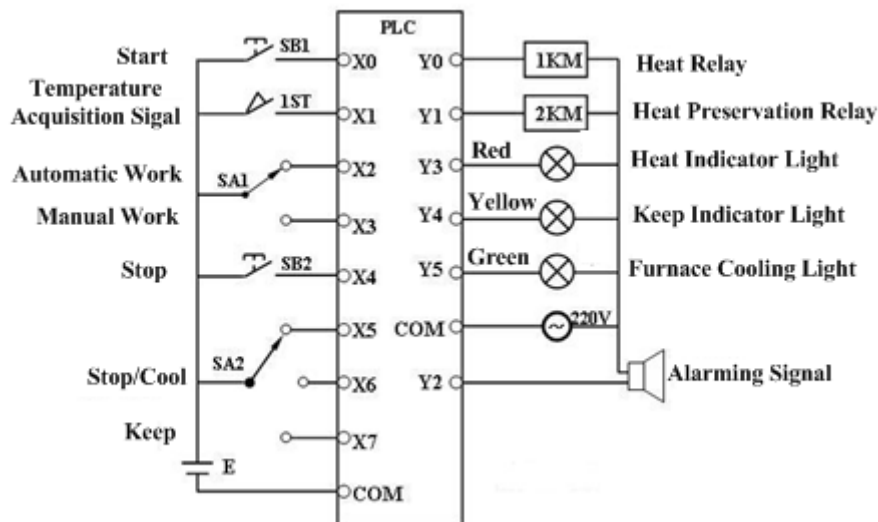 PLC
Start
SB1
X0
Y0
1KM
Heat Relay
Temperature
Acquisition Sigal
1ST
X1
Y1
2KM
Heat Preservation Relay
Automatic Work
SA1
X2
Y3
Red
Heat Indicator Light
Manual Work
X3
Y4
Yellow
Keep Indicator Light
Stop
SB2
X4
Y5
Green
Furnace Cooling Light
X5
COM
~
220V
Stop/Cool
SA2
X6
Y2
Alarming Signal
Keep
X7
E
COM